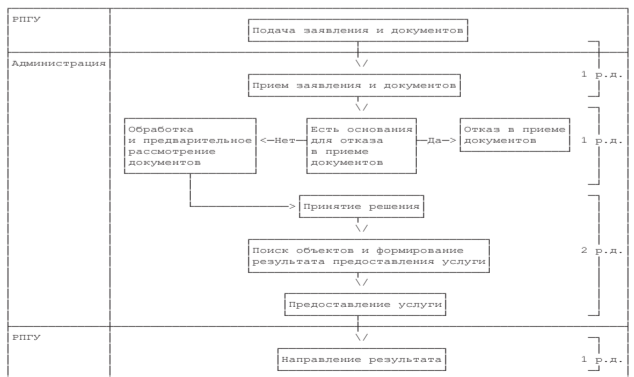 РПГУ
Подача заявления и документов
Администрация
1 р.д.
Прием заявления и документов
Обработка
и предварительное
рассмотрение
документов
<—Нет—
Есть основания
для отказа
в приеме
документов
—Да—>
Отказ в приеме
документов
1 р.д.
Принятие решения
Поиск объектов и формирование
результата предоставления услуги
2 р.д.
Предоставление услуги
РПГУ
Направление результата
1 р.д.